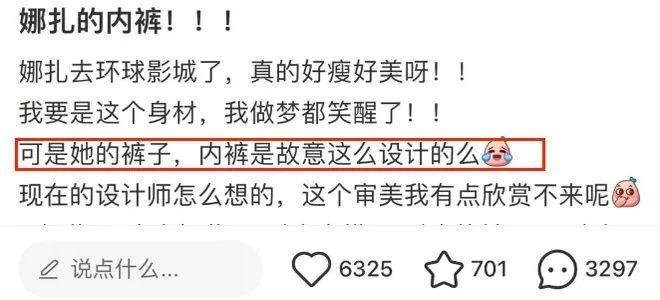 娜扎的内裤！！！
娜扎去环球影城了，真的好瘦好美呀！！
我要是这个身材，我做梦都笑醒了！！
可是她的裤子，内裤是故意这么设计的么
现在的设计师怎么想的，这个审美我有点欣赏不来呢
说点什么...
6325
701
3297